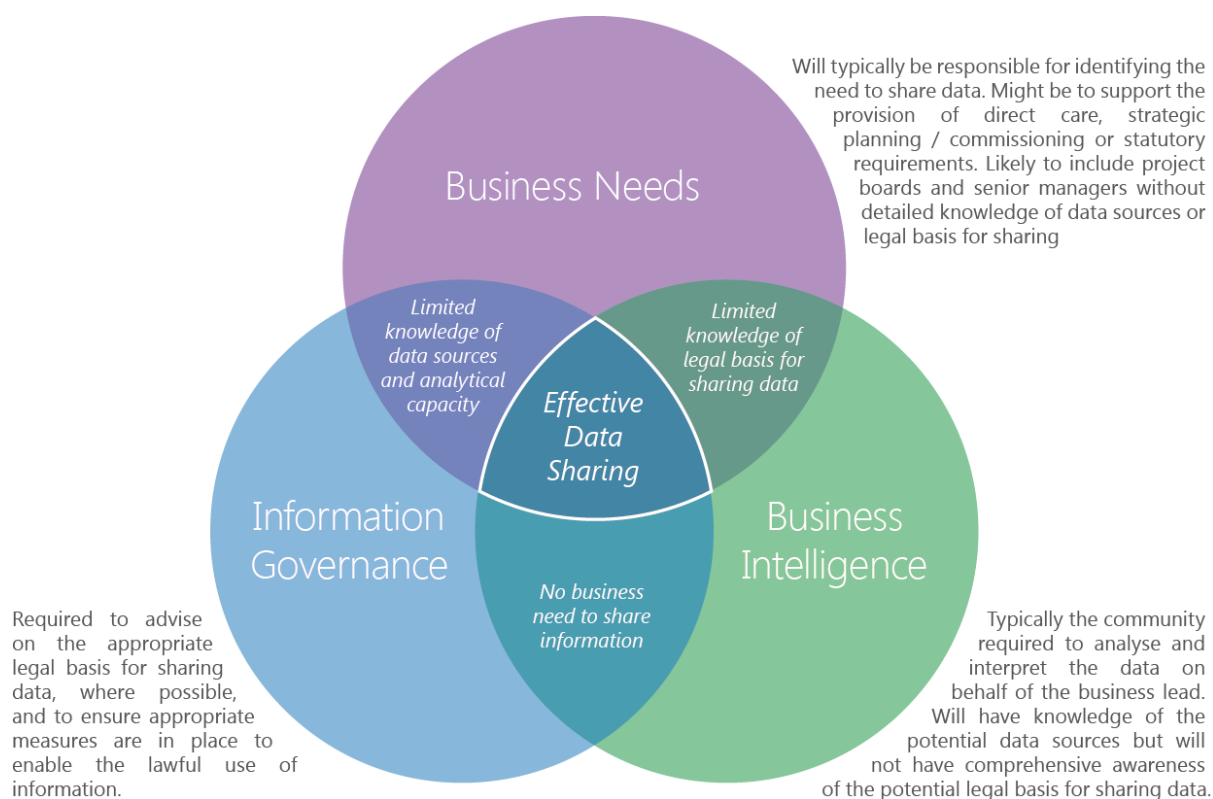 Will typically be responsible for identifying the
need to share data. Might be to support the
provision of direct care, strategic
planning / commissioning or statutory
requirements. Likely to include project
boards and senior managers without
detailed knowledge of data sources or
legal basis for sharing
Business Needs
Limited
knowledge of
data sources
and analytical
capacity
Limited
knowledge of
legal basis for
sharing data
Effective
Data
Sharing
Information
Governance
Business
Intelligence
No business
need to share
information
Required to advise
on the appropriate
legal basis for sharing
data, where possible,
and to ensure appropriate
measures are in place to
enable the lawful use of
information.
Typically the community
required to analyse and
interpret the data on
behalf of the business lead.
Will have knowledge of the
potential data sources but will
not have comprehensive awareness
of the potential legal basis for sharing data.